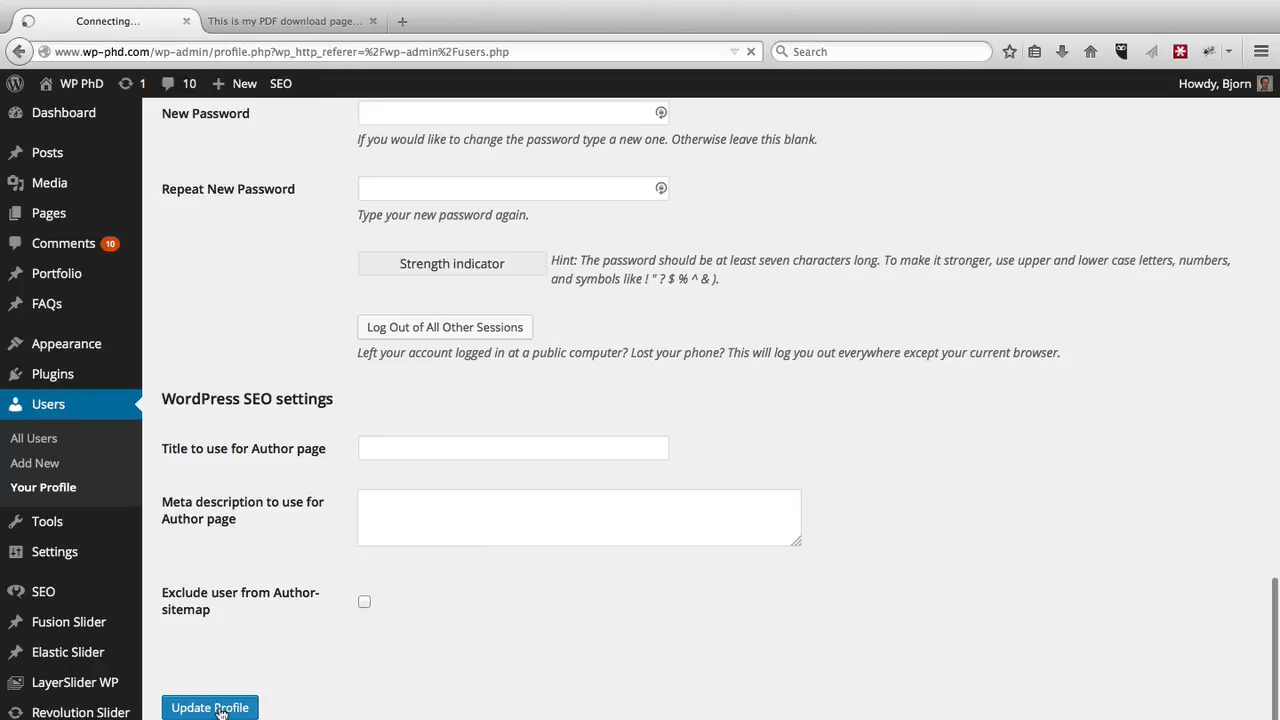 Connecting...
This is my PDF download page...
www.wp-phd.com/wp-admin/profile.php?wp_http_referer=%2Fwp-admin%2Fusers.php
Search
WP PhD
1
10
New
SEO
Howdy, Bjorn
Dashboard
Posts
Media
Pages
Comments 10
Portfolio
FAQs
Appearance
Plugins
Users
All Users
Add New
Your Profile
Tools
Settings
SEO
Fusion Slider
Elastic Slider
LayerSlider WP
Revolution Slider
New Password
If you would like to change the password type a new one. Otherwise leave this blank.
Repeat New Password
Type your new password again.
Strength indicator
Hint: The password should be at least seven characters long. To make it stronger, use upper and lower case letters, numbers,
and symbols like ! " ? $ % ^ & ).
Log Out of All Other Sessions
Left your account logged in at a public computer? Lost your phone? This will log you out everywhere except your current browser.
WordPress SEO settings
Title to use for Author page
Meta description to use for
Author page
Exclude user from Author-
sitemap
Update Profile